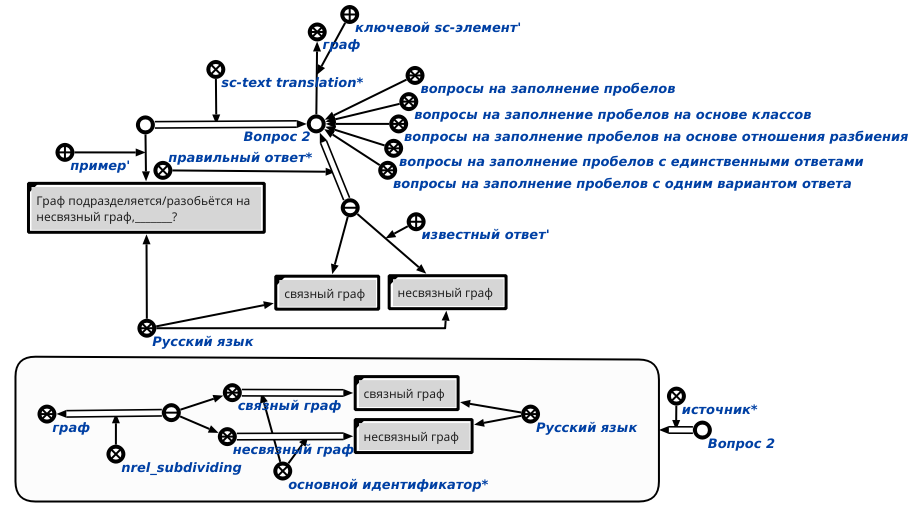 ключевой sc-элемент'
граф
sc-text translation*
вопросы на заполнение пробелов
вопросы на заполнение пробелов на основе классов
Вопрос 2
вопросы на заполнение пробелов на основе отношения разбиения
правильный ответ*
пример'
вопросы на заполнение пробелов с единственными ответами
вопросы на заполнение пробелов с одним вариантом ответа
Граф подразделяется/разобьётся на
несвязный граф,______?
известный ответ'
связный граф
несвязный граф
Русский язык
связный граф
связный граф
источник*
граф
Русский язык
несвязный граф
несвязный граф
Вопрос 2
nrel_subdividing
основной идентификатор*